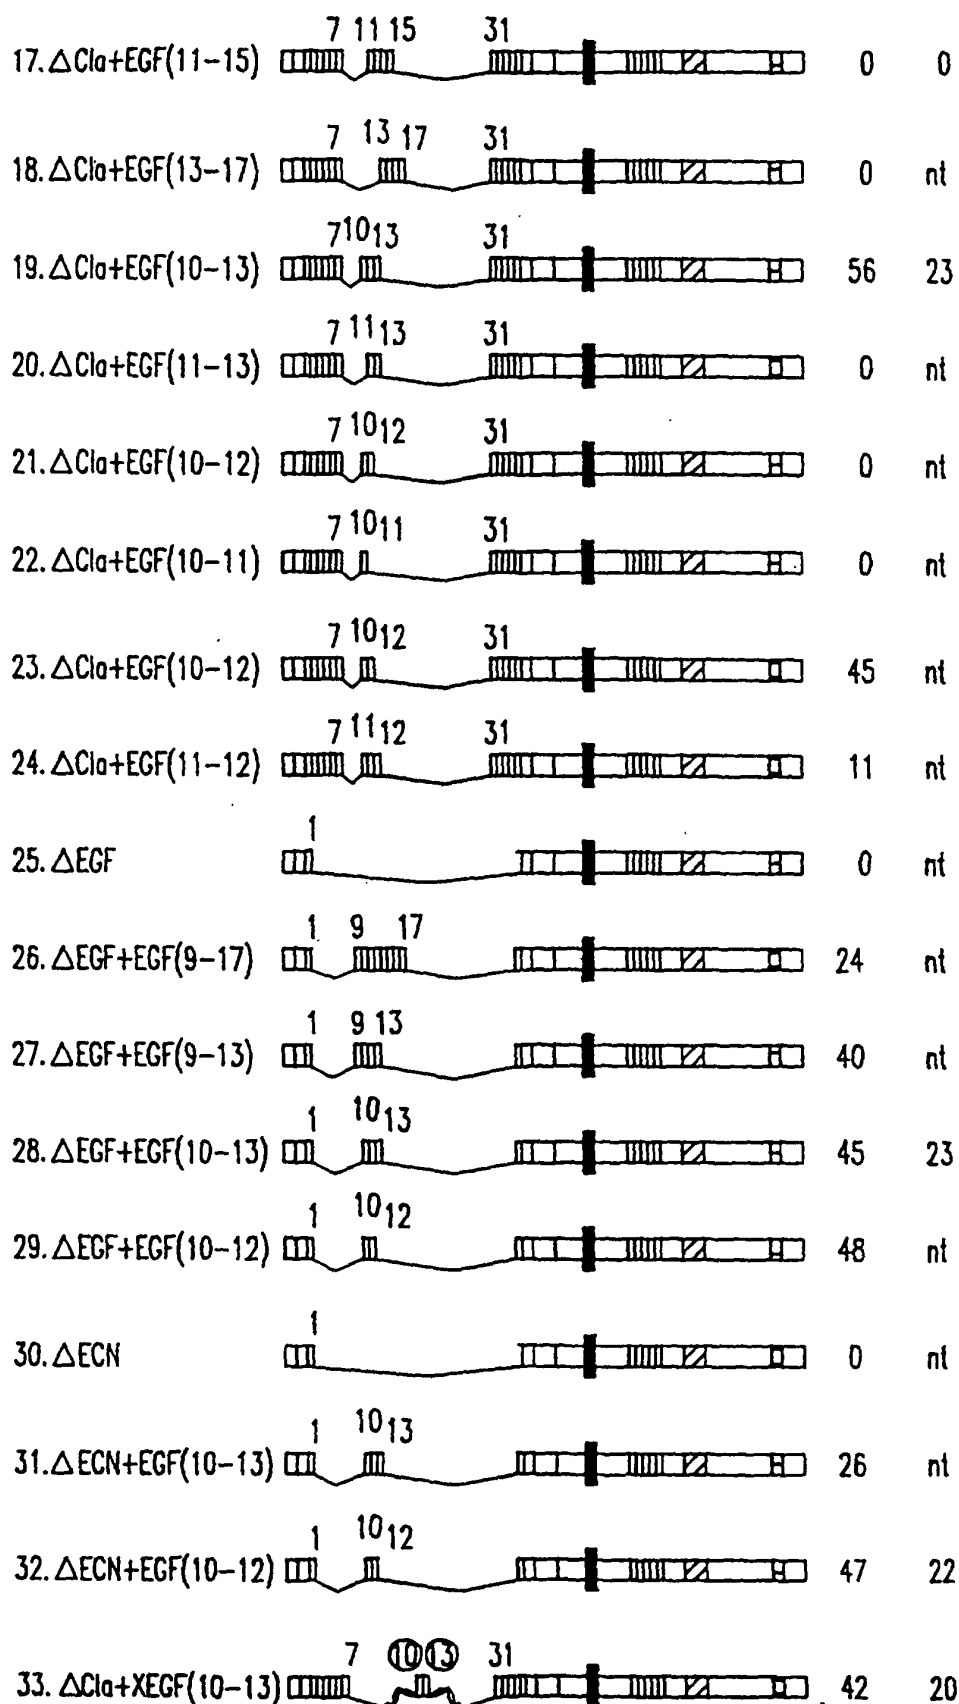 7 11 15 31
17. ΔCla+EGF(11-15) 0 0
7 13 17 31
18. ΔCla+EGF(13-17) 0 nt
7 10 13 31
19. ΔCla+EGF(10-13) 56 23
7 11 13 31
20. ΔCla+EGF(11-13) 0 nt
7 10 12 31
21. ΔCla+EGF(10-12) 0 nt
7 10 11 31
22. ΔCla+EGF(10-11) 0 nt
7 10 12 31
23. ΔCla+EGF(10-12) 45 nt
7 11 12 31
24. ΔCla+EGF(11-12) 11 nt
1
25. ΔEGF 0 nt
1 9 17
26. ΔEGF+EGF(9-17) 24 nt
1 9 13
27. ΔEGF+EGF(9-13) 40 nt
1 10 13
28. ΔEGF+EGF(10-13) 45 23
1 10 12
29. ΔEGF+EGF(10-12) 48 nt
1
30. ΔECN 0 nt
1 10 13
31. ΔECN+EGF(10-13) 26 nt
1 10 12
32. ΔECN+EGF(10-12) 47 22
7 10 13 31
33. ΔCla+XEGF(10-13) 42 20